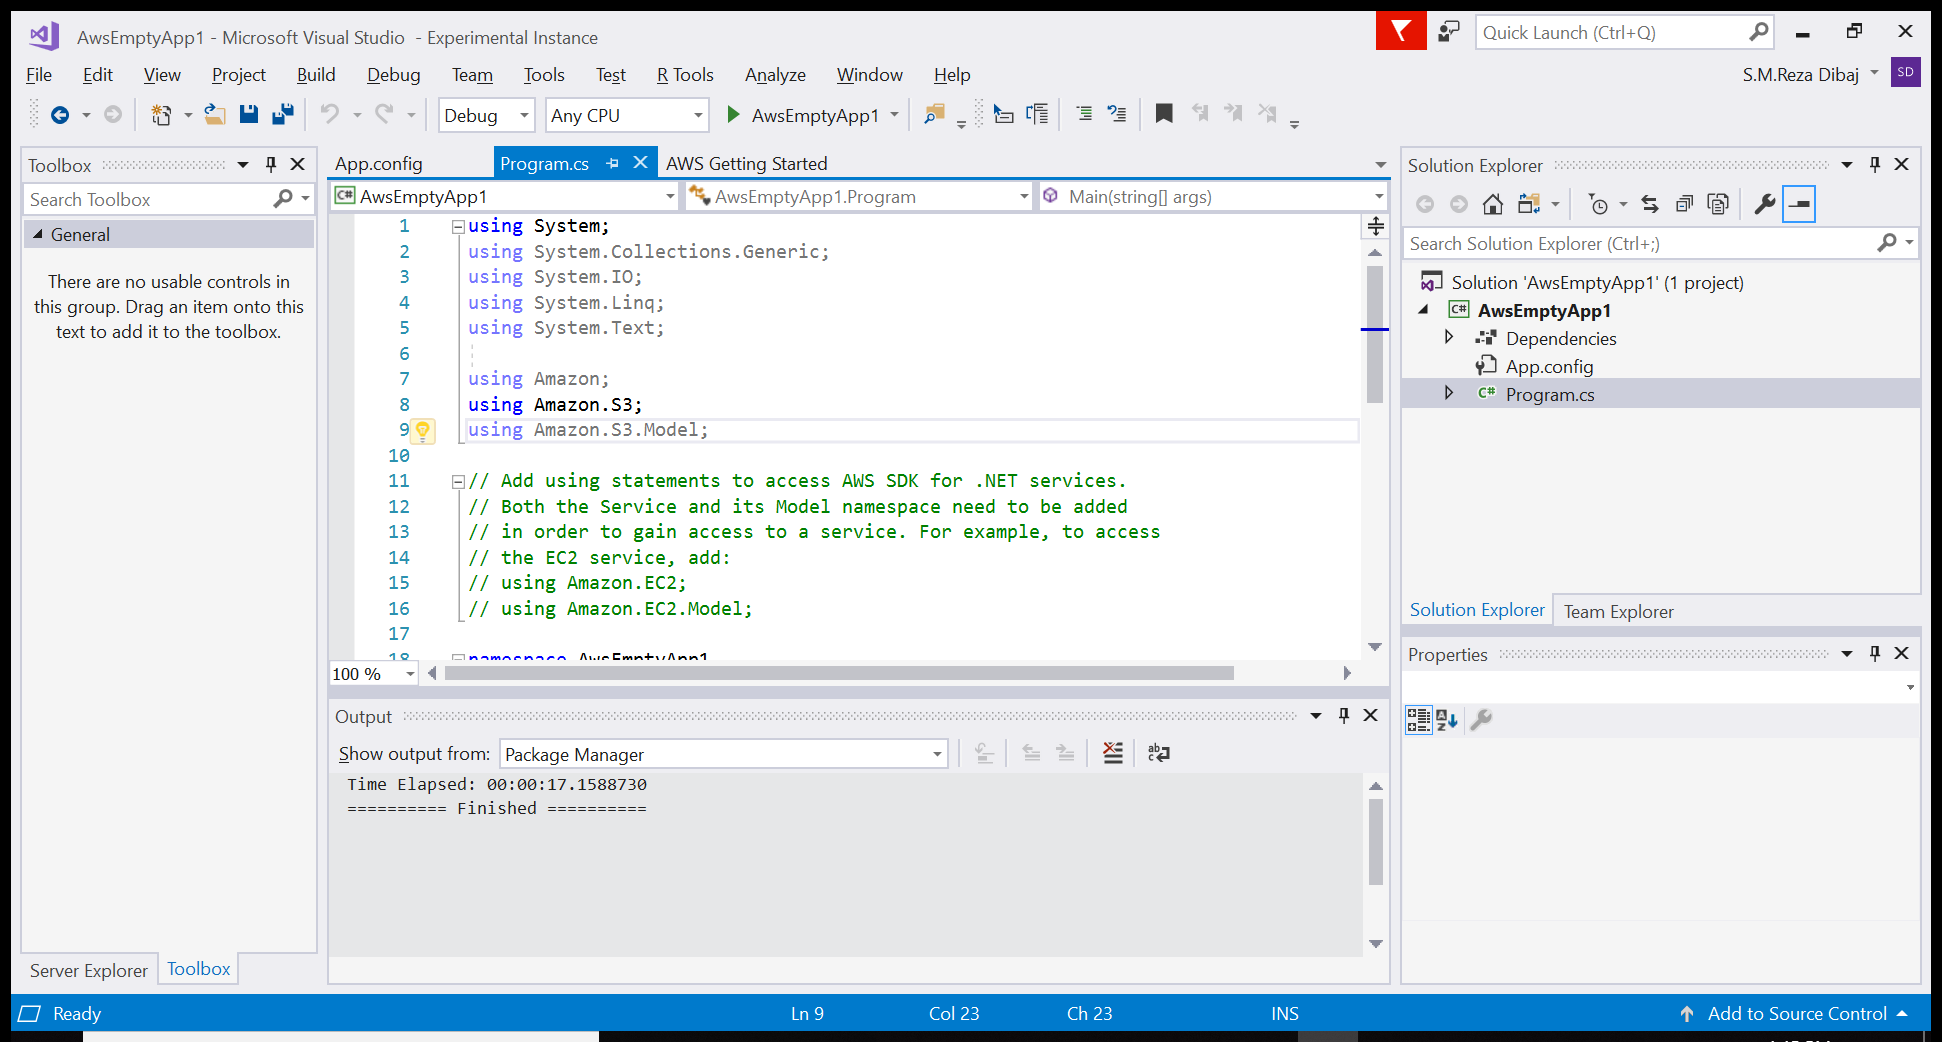 AwsEmptyApp1 - Microsoft Visual Studio - Experimental Instance
Quick Launch (Ctrl+Q)
File Edit View Project Build Debug Team Tools Test R Tools Analyze Window Help
S.M.Reza Dibaj SD
Debug Any CPU AwsEmptyApp1
Toolbox
Search Toolbox
General
There are no usable controls in
this group. Drag an item onto this
text to add it to the toolbox.
Server Explorer Toolbox
App.config Program.cs AWS Getting Started
C# AwsEmptyApp1 AwsEmptyApp1.Program Main(string[] args)
1 using System;
2 using System.Collections.Generic;
3 using System.IO;
4 using System.Linq;
5 using System.Text;
6
7 using Amazon;
8 using Amazon.S3;
9 using Amazon.S3.Model;
10
11 // Add using statements to access AWS SDK for .NET services.
12 // Both the Service and its Model namespace need to be added
13 // in order to gain access to a service. For example, to access
14 // the EC2 service, add:
15 // using Amazon.EC2;
16 // using Amazon.EC2.Model;
17
18 namespace AwsEmptyApp1
100 %
Output
Show output from: Package Manager
Time Elapsed: 00:00:17.1588730
========== Finished ==========
Solution Explorer
Search Solution Explorer (Ctrl+;)
Solution 'AwsEmptyApp1' (1 project)
C# AwsEmptyApp1
Dependencies
App.config
C# Program.cs
Solution Explorer Team Explorer
Properties
Ready Ln 9 Col 23 Ch 23 INS Add to Source Control